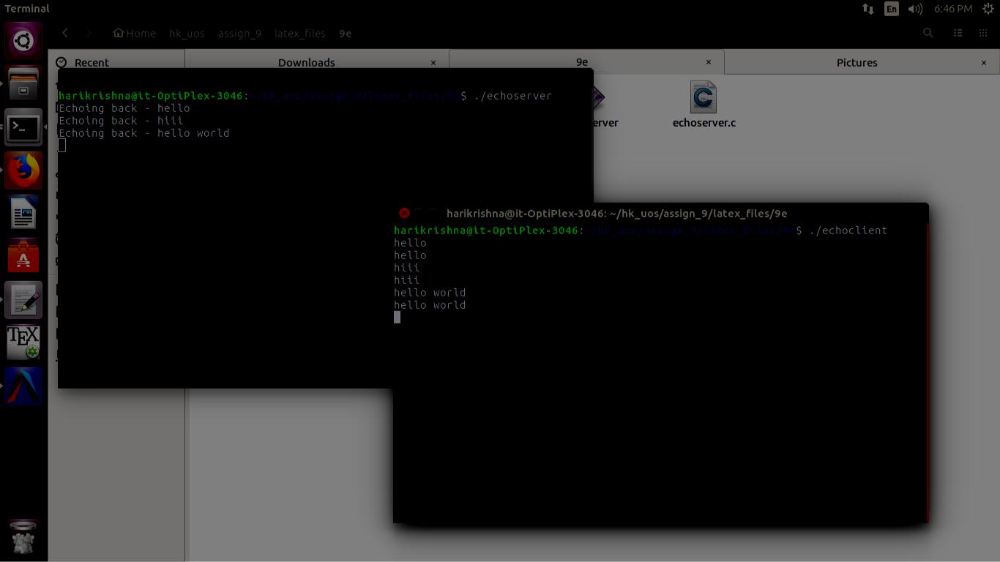 Terminal
En
6:46 PM
Home hk_uos assign_9 latex_files 9e
Recent
Downloads
9e
Pictures
harikrishna@it-OptiPlex-3046:~/hk_uos/assign_9/latex_files/9e$ ./echoserver
Echoing back - hello
Echoing back - hiii
Echoing back - hello world
echoserver.c
harikrishna@it-OptiPlex-3046: ~/hk_uos/assign_9/latex_files/9e
harikrishna@it-OptiPlex-3046:~/hk_uos/assign_9/latex_files/9e$ ./echoclient
hello
hello
hiii
hiii
hello world
hello world
TEX